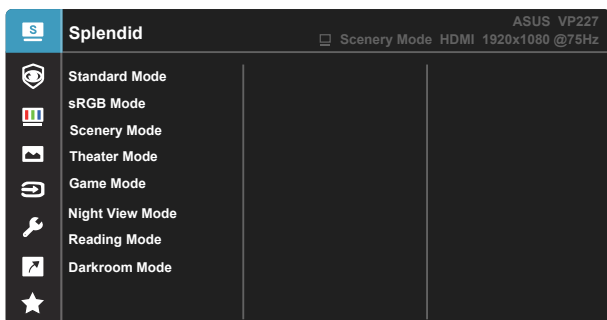 S
Splendid
ASUS VP227
Scenery Mode HDMI 1920x1080 @75Hz
Standard Mode
sRGB Mode
Scenery Mode
Theater Mode
Game Mode
Night View Mode
Reading Mode
Darkroom Mode